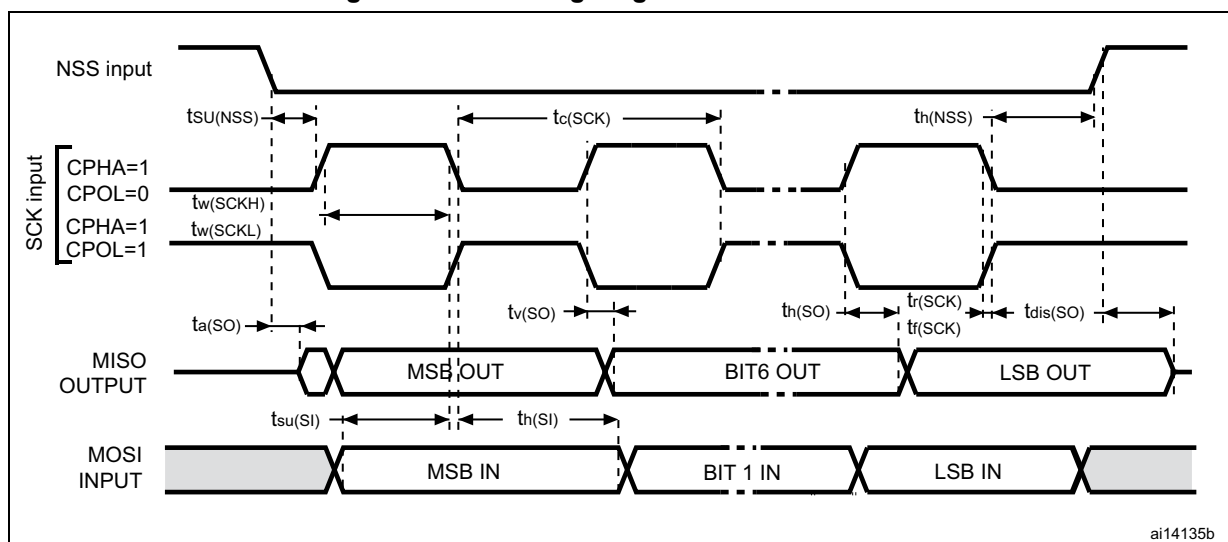 NSS input
tSU(NSS)
tc(SCK)
th(NSS)
SCK input
CPHA=1
CPOL=0
tw(SCKH)
CPHA=1
tw(SCKL)
CPOL=1
ta(SO)
tv(SO)
th(SO)
tr(SCK)
tf(SCK)
tdis(SO)
MISO
OUTPUT
MSB OUT
BIT6 OUT
LSB OUT
tsu(SI)
th(SI)
MOSI
INPUT
MSB IN
BIT 1 IN
LSB IN
ai14135b